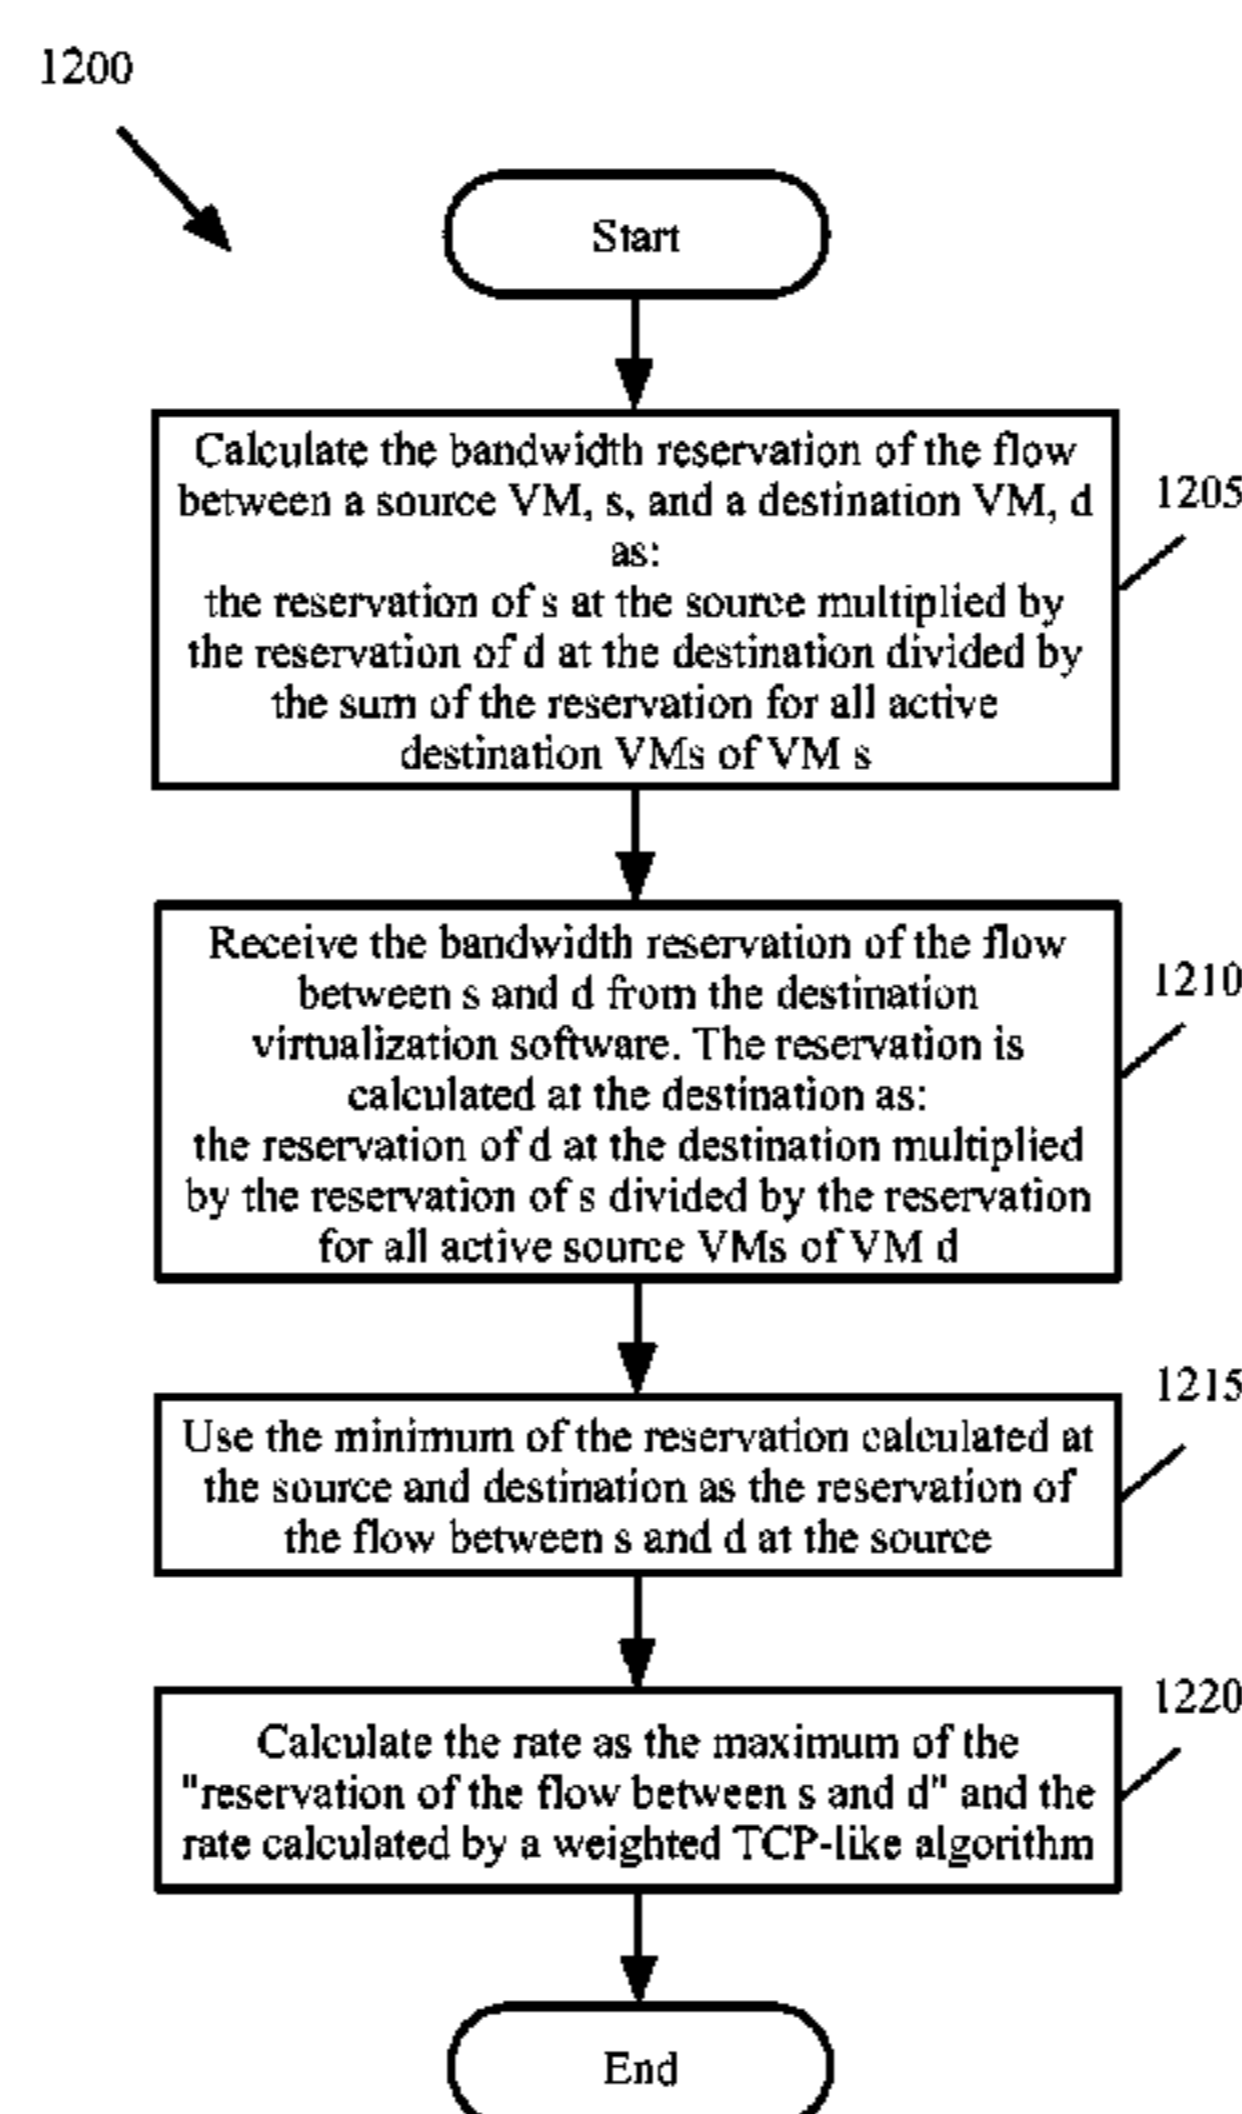 1200
Start
Calculate the bandwidth reservation of the flow
between a source VM, s, and a destination VM, d
as:
the reservation of s at the source multiplied by
the reservation of d at the destination divided by
the sum of the reservation for all active
destination VMs of VM s
1205
Receive the bandwidth reservation of the flow
between s and d from the destination
virtualization software. The reservation is
calculated at the destination as:
the reservation of d at the destination multiplied
by the reservation of s divided by the reservation
for all active source VMs of VM d
1210
Use the minimum of the reservation calculated at
the source and destination as the reservation of
the flow between s and d at the source
1215
Calculate the rate as the maximum of the
"reservation of the flow between s and d" and the
rate calculated by a weighted TCP-like algorithm
1220
End